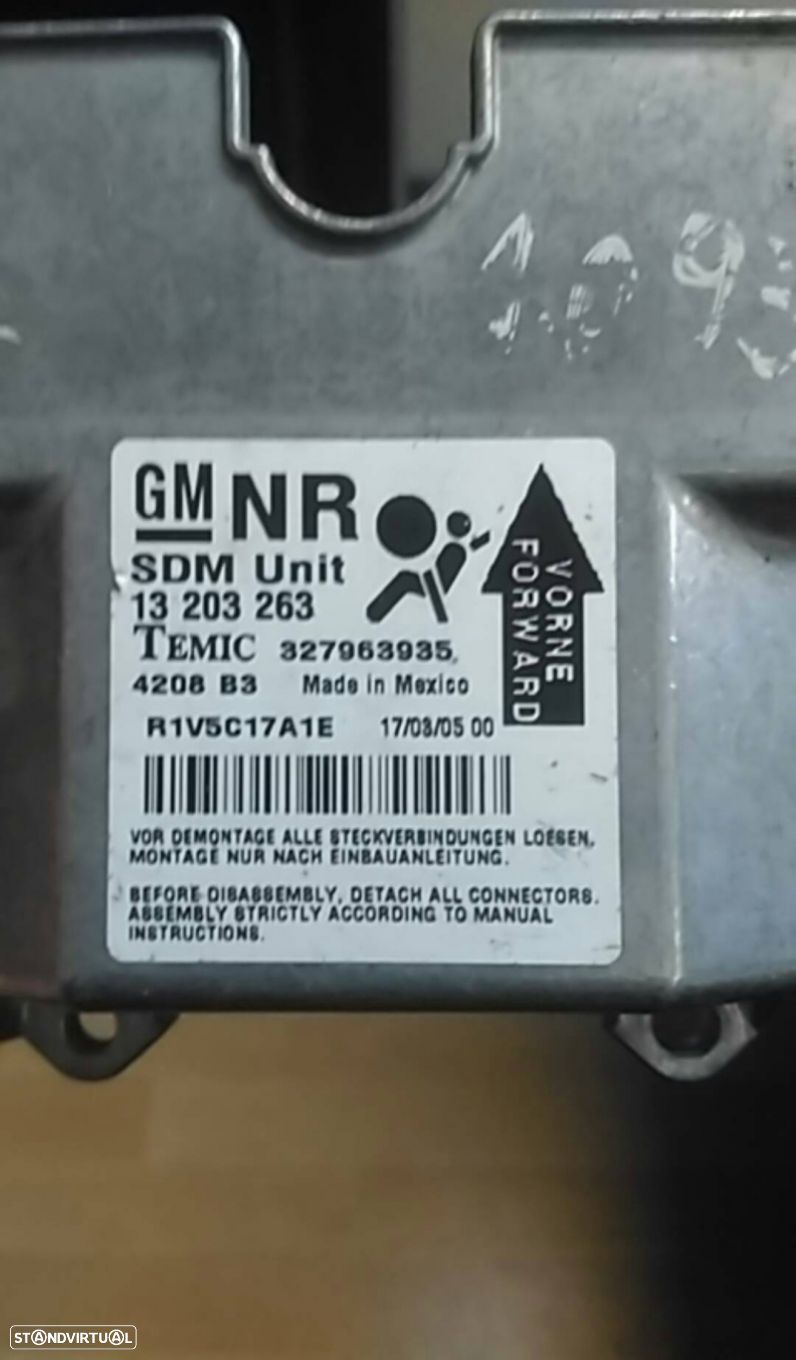 GM NR
SDM Unit
13 203 263
TEMIC 327963935
4208 B3 Made in Mexico
R1V5C17A1E 17/03/05 00
VORNE
FORWARD
VOR DEMONTAGE ALLE STECKVERBINDUNGEN LOESEN.
MONTAGE NUR NACH EINBAUANLEITUNG.
BEFORE DISASSEMBLY, DETACH ALL CONNECTORS.
ASSEMBLY STRICTLY ACCORDING TO MANUAL
INSTRUCTIONS.
STANDVIRTUAL